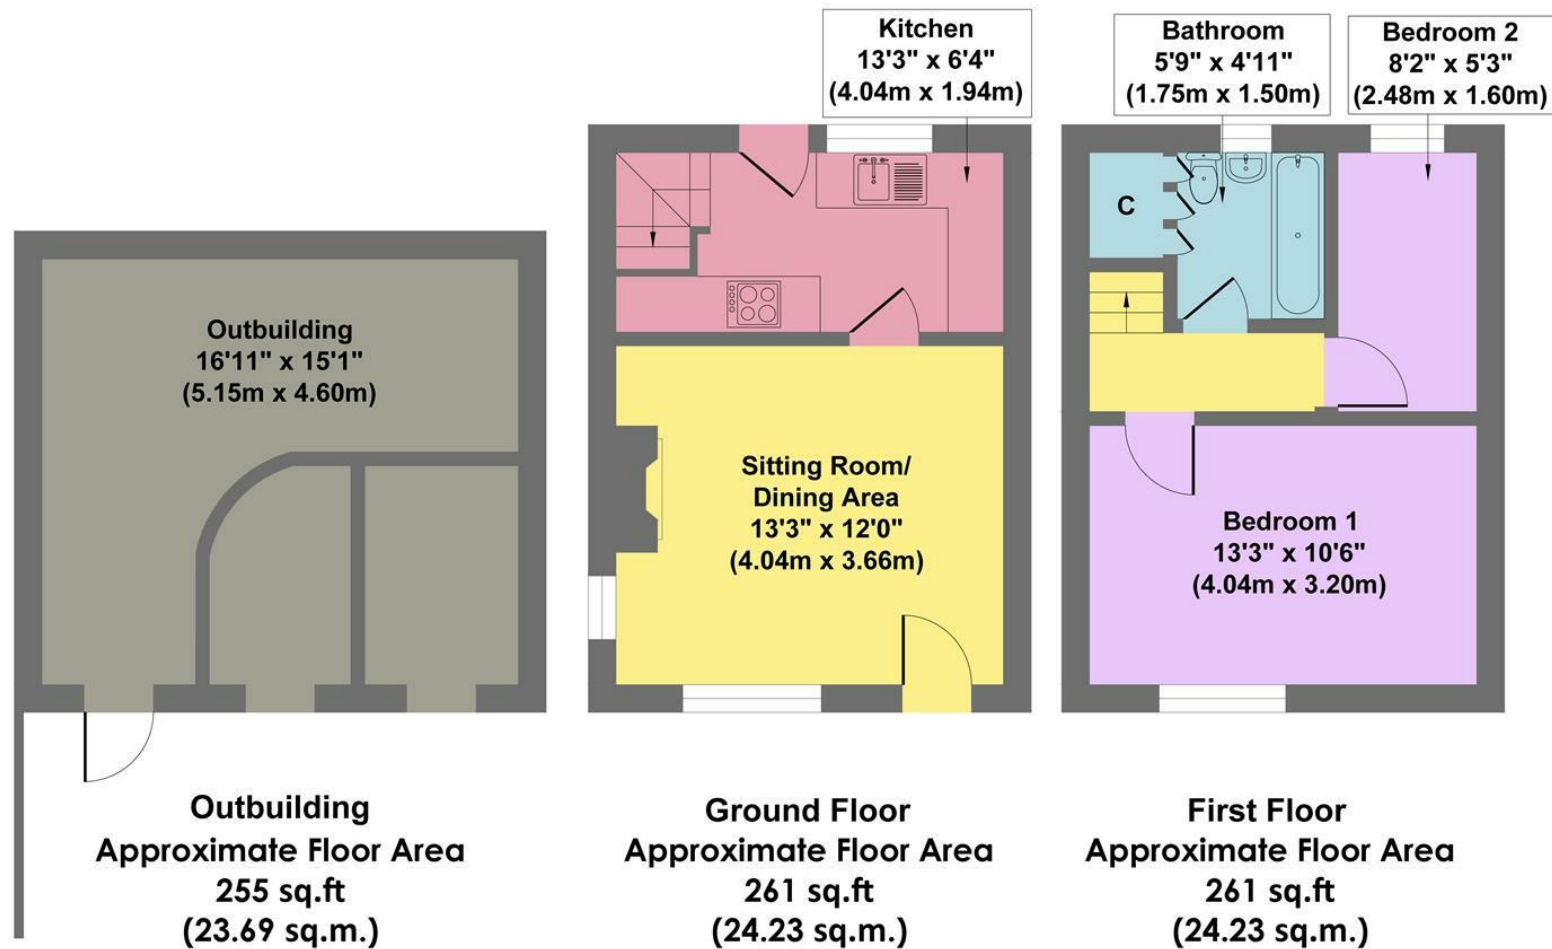 Kitchen
13'3" x 6'4"
(4.04m x 1.94m)
Bathroom
5'9" x 4'11"
(1.75m x 1.50m)
Bedroom 2
8'2" x 5'3"
(2.48m x 1.60m)
C
Outbuilding
16'11" x 15'1"
(5.15m x 4.60m)
Sitting Room/
Dining Area
13'3" x 12'0"
(4.04m x 3.66m)
Bedroom 1
13'3" x 10'6"
(4.04m x 3.20m)
Outbuilding
Approximate Floor Area
255 sq.ft
(23.69 sq.m.)
Ground Floor
Approximate Floor Area
261 sq.ft
(24.23 sq.m.)
First Floor
Approximate Floor Area
261 sq.ft
(24.23 sq.m.)